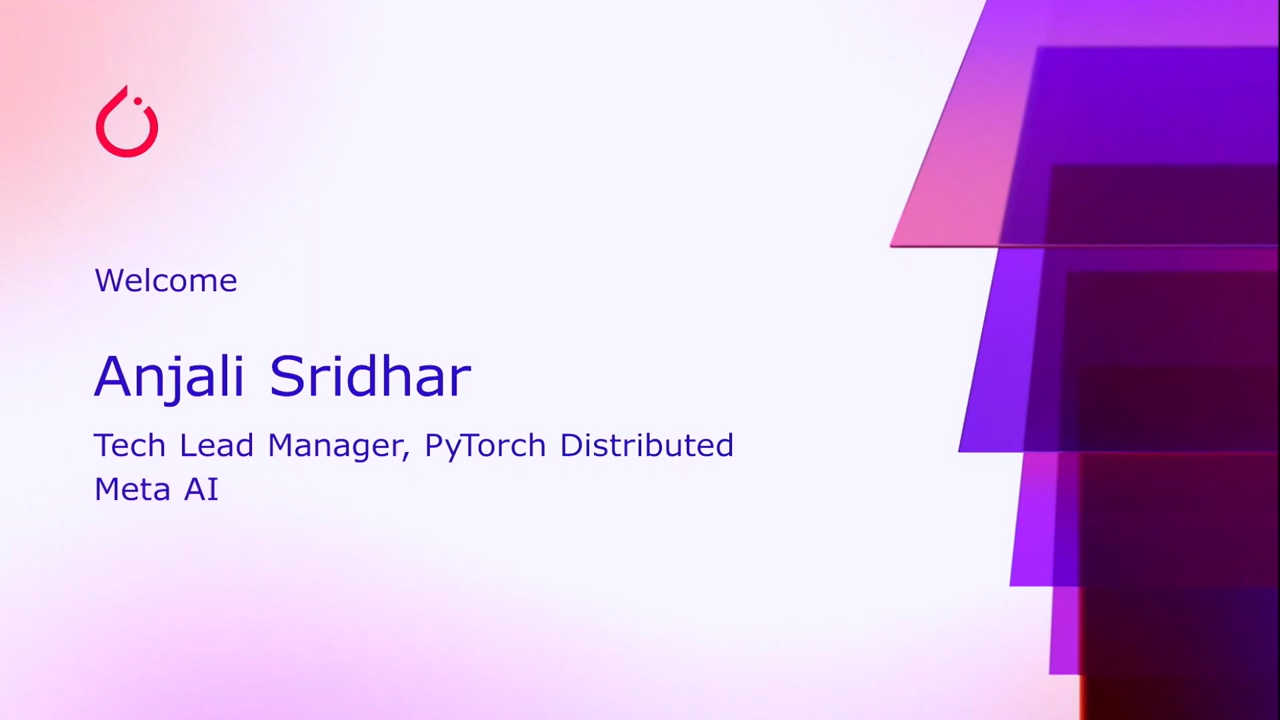 Welcome
Anjali Sridhar
Tech Lead Manager, PyTorch Distributed
Meta AI